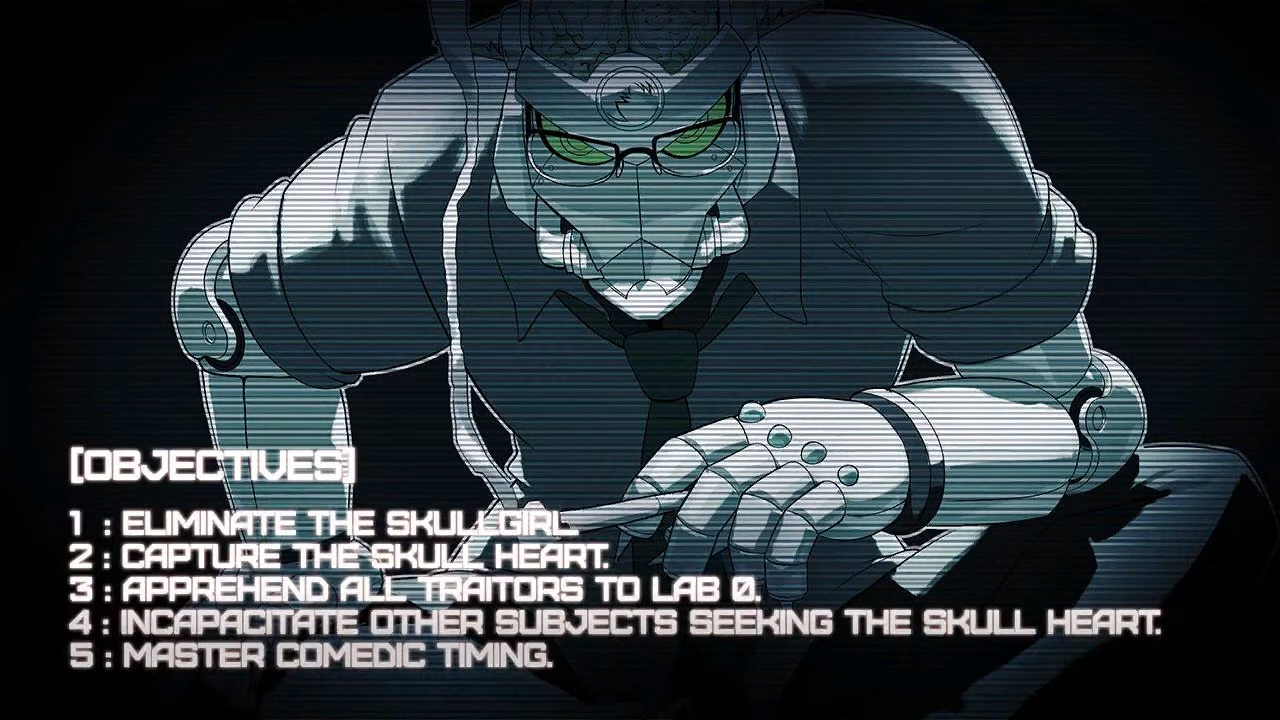 [OBJECTIVES]
1 : ELIMINATE THE SKULLGIRL.
2 : CAPTURE THE SKULL HEART.
3 : APPREHEND ALL TRAITORS TO LAB 0.
4 : INCAPACITATE OTHER SUBJECTS SEEKING THE SKULL HEART.
5 : MASTER COMEDIC TIMING.